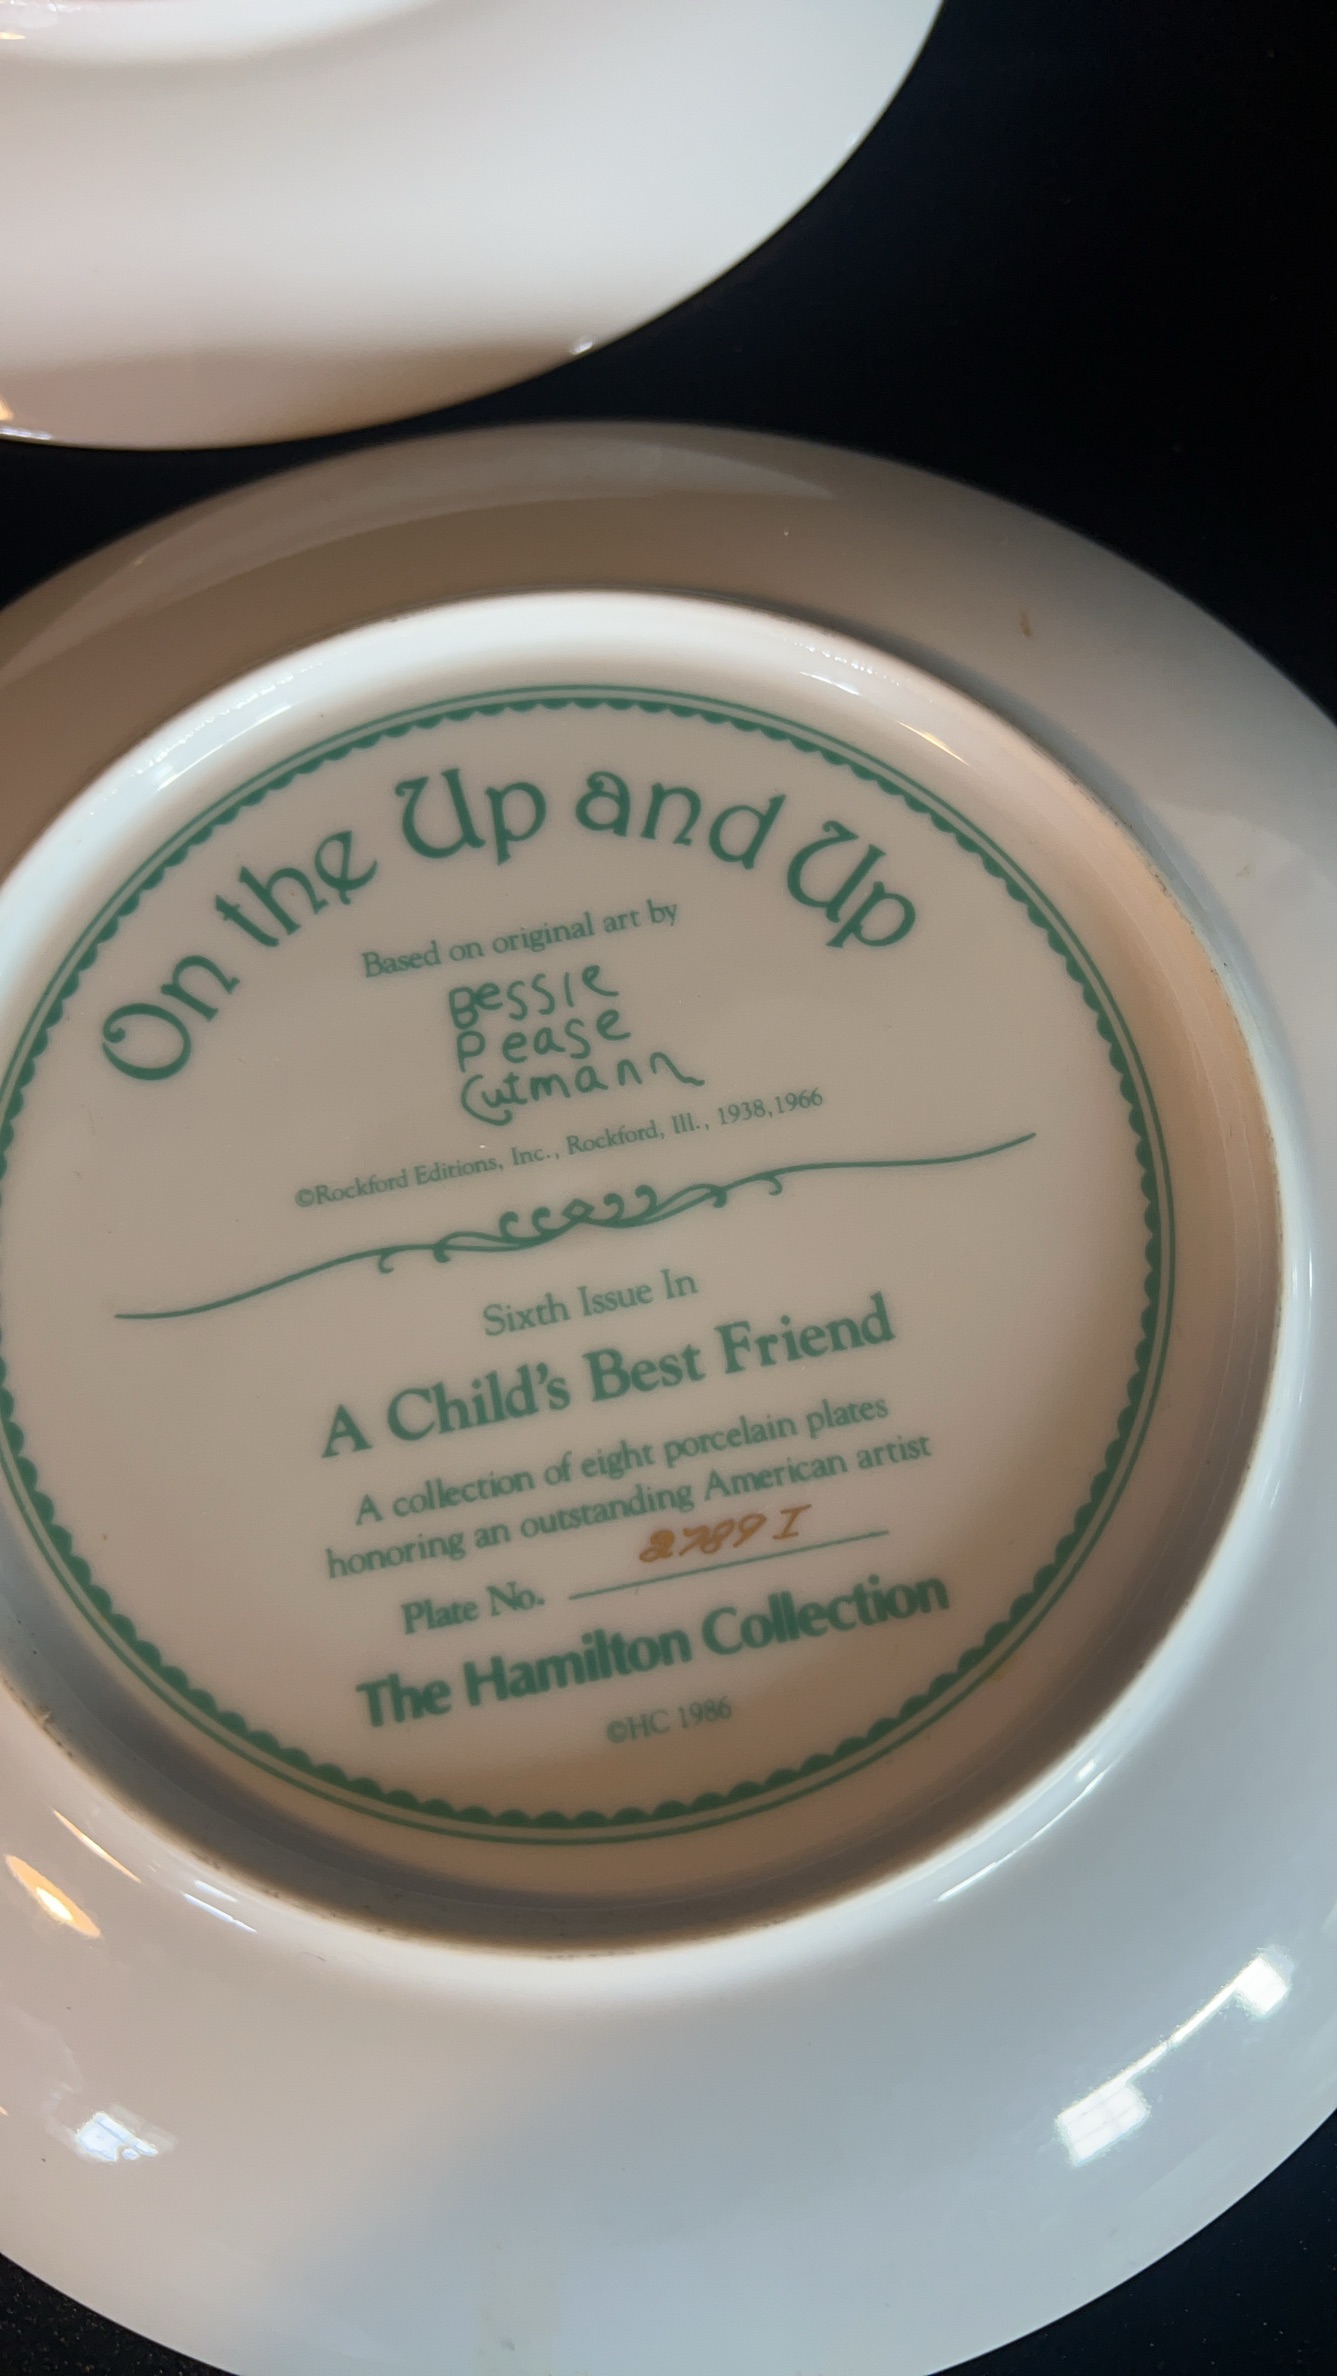 On the Up and Up
Based on original art by
Bessie
Pease
Gutmann
©Rockford Editions, Inc., Rockford, Ill., 1938,1966
Sixth Issue In
A Child's Best Friend
A collection of eight porcelain plates
honoring an outstanding American artist
Plate No. 2789 I
The Hamilton Collection
©HC 1986